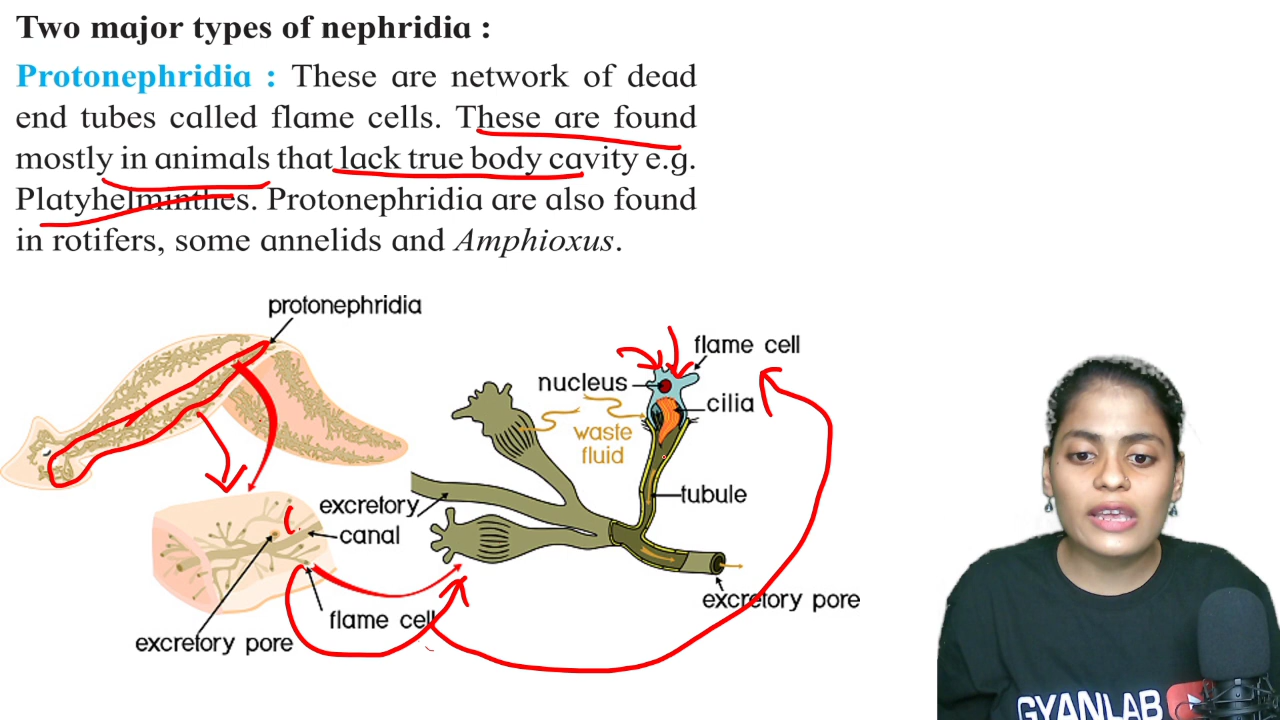 Two major types of nephridia :
Protonephridia : These are network of dead
end tubes called flame cells. These are found
mostly in animals that lack true body cavity e.g.
Platyhelminthes. Protonephridia are also found
in rotifers, some annelids and Amphioxus.
protonephridia
flame cell
nucleus
cilia
waste
fluid
excretory
canal
tubule
flame cell
excretory pore
excretory pore
GYANLAB